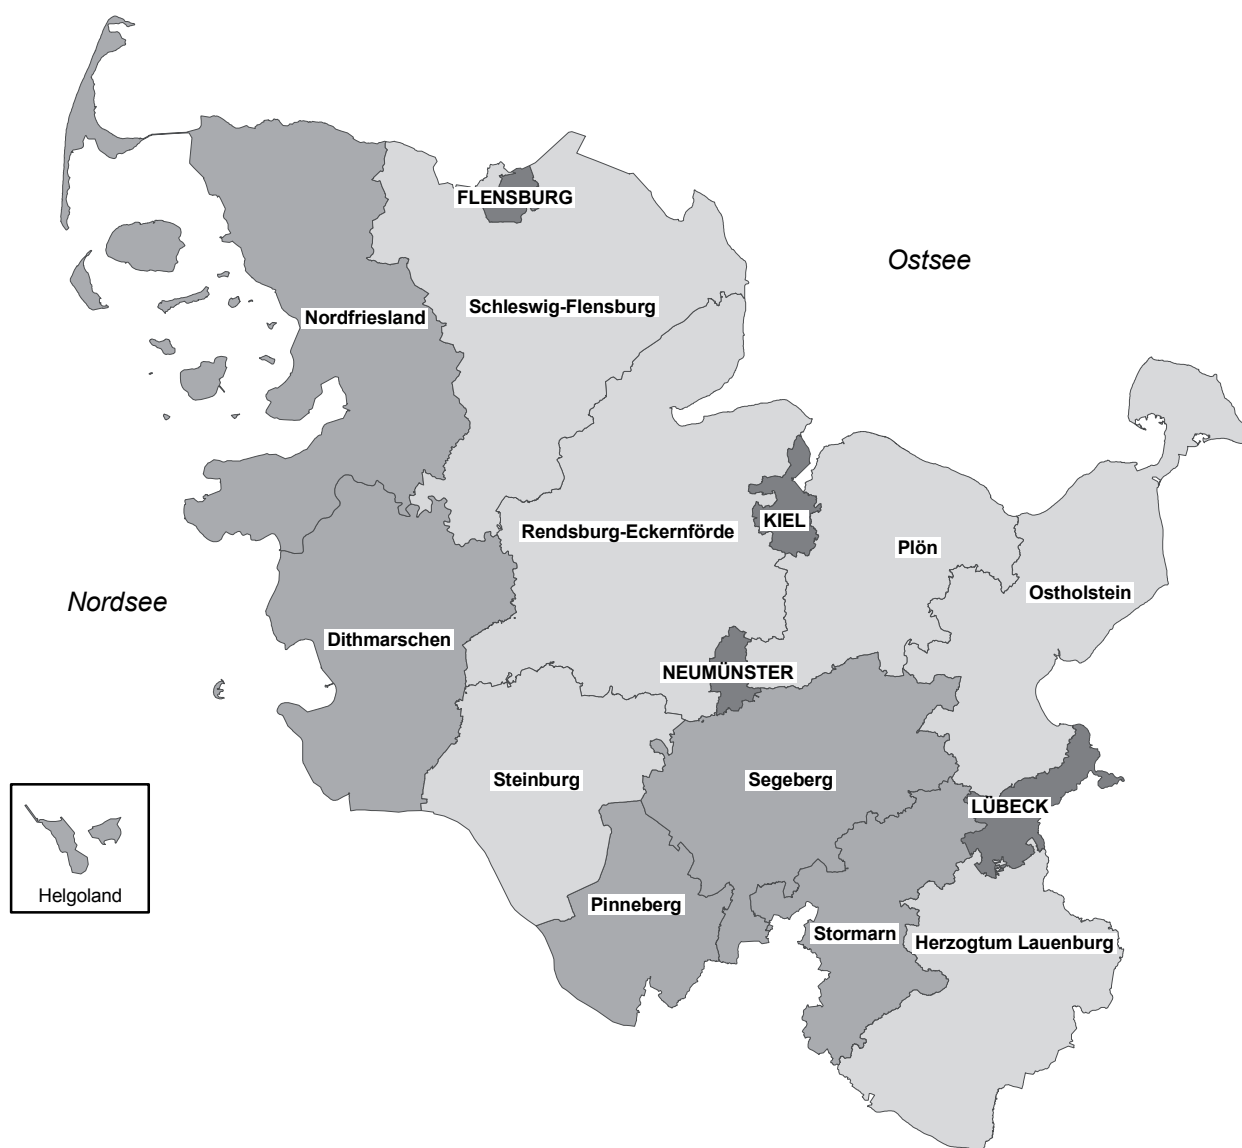 FLENSBURG
Ostsee
Schleswig-Flensburg
Nordfriesland
KIEL
Rendsburg-Eckernförde
Plön
Ostholstein
Nordsee
Dithmarschen
NEUMÜNSTER
Steinburg
Segeberg
LÜBECK
Helgoland
Pinneberg
Stormarn
Herzogtum Lauenburg